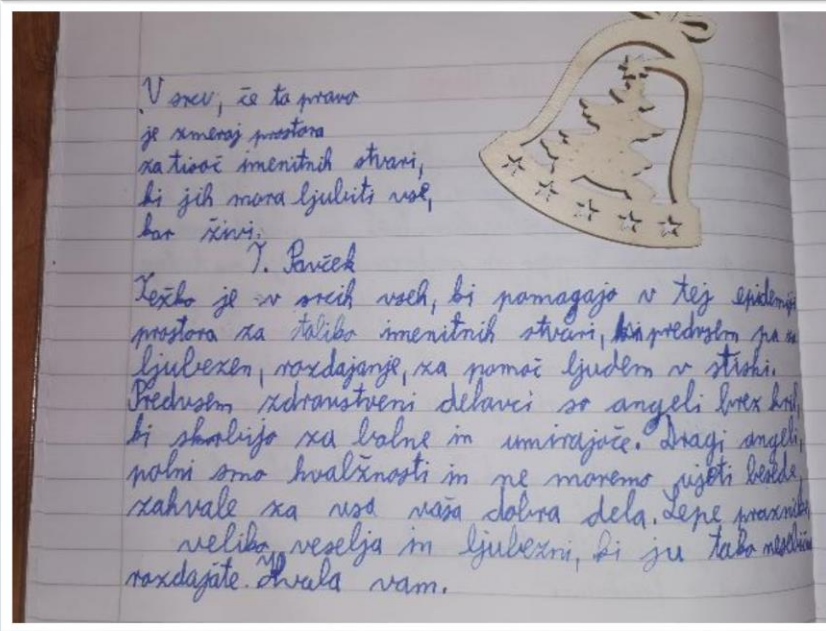 V srcu, če ta pravo
je zmeraj prostora
za tisoč imenitnih stvari,
ki jih mora ljubiti vse,
kar živi.
T. Pavček
Težko je v srcih vseh, ki pomagajo v tej epidemiji
prostora za toliko imenitnih stvari, predvsem pa za
ljubezen, razdajanje, za pomoč ljudem v stiski.
Predvsem zdravstveni delavci so angeli brez kril,
ki skrbijo za bolne in umirajoče. Dragi angeli,
polni smo hvaležnosti in ne moremo ujeti besede
zahvale za vsa vaša dobra dela. Lepe praznike,
veliko veselja in ljubezni, ki ju tako nesebično
razdajate. Hvala vam.